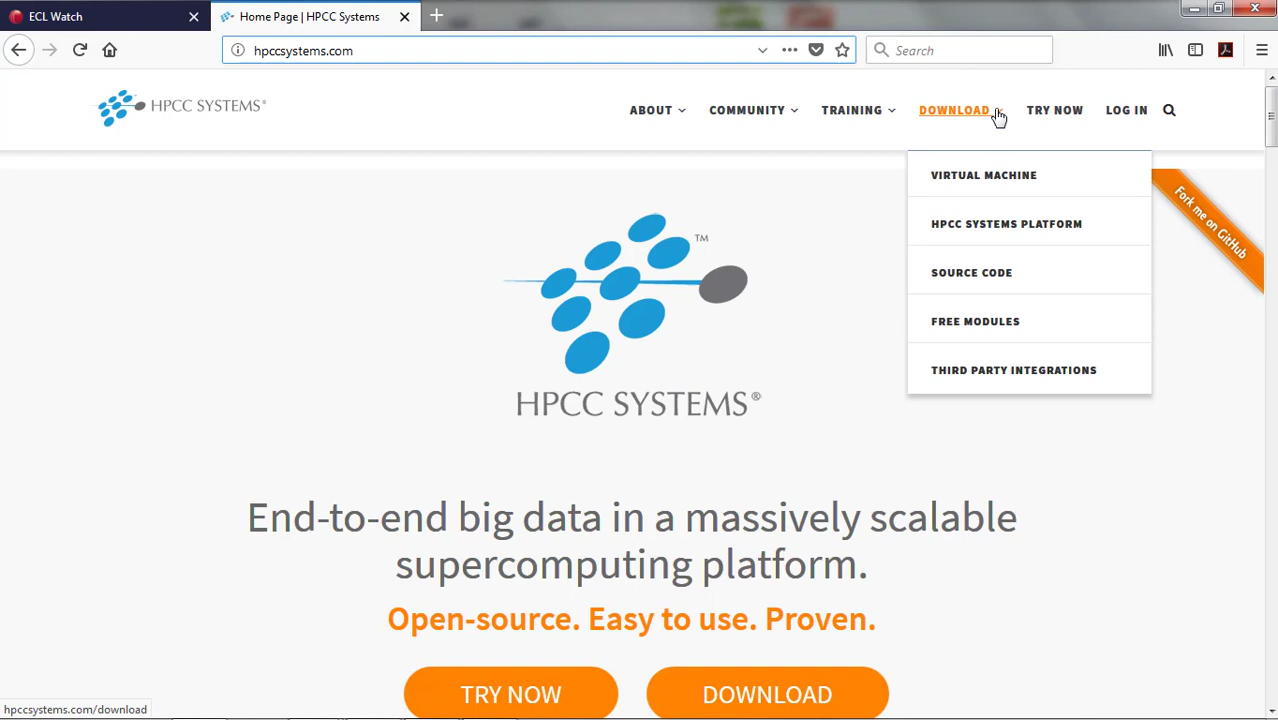 ECL Watch
Home Page | HPCC Systems
hpccsystems.com
Search
HPCC SYSTEMS®
ABOUT
COMMUNITY
TRAINING
DOWNLOAD
TRY NOW
LOG IN
VIRTUAL MACHINE
HPCC SYSTEMS PLATFORM
SOURCE CODE
FREE MODULES
THIRD PARTY INTEGRATIONS
Fork me on GitHub
TM
HPCC SYSTEMS®
End-to-end big data in a massively scalable
supercomputing platform.
Open-source. Easy to use. Proven.
TRY NOW
DOWNLOAD
hpccsystems.com/download